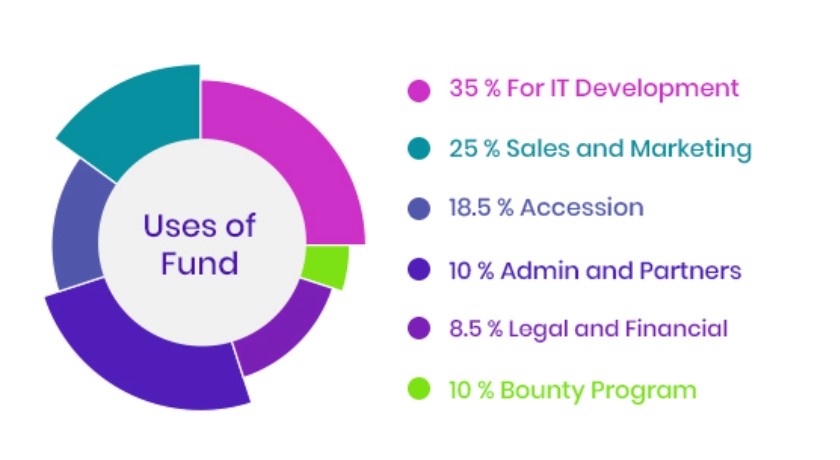 Uses of
Fund
35 % For IT Development
25 % Sales and Marketing
18.5 % Accession
10 % Admin and Partners
8.5 % Legal and Financial
10 % Bounty Program